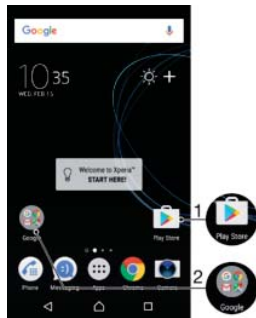 Google
10 35
WED, FEB 15
Welcome to Xperia™
START HERE!
Google
Play Store
1
Play Store
2
Google
Phone
Messaging
Apps
Chrome
Camera